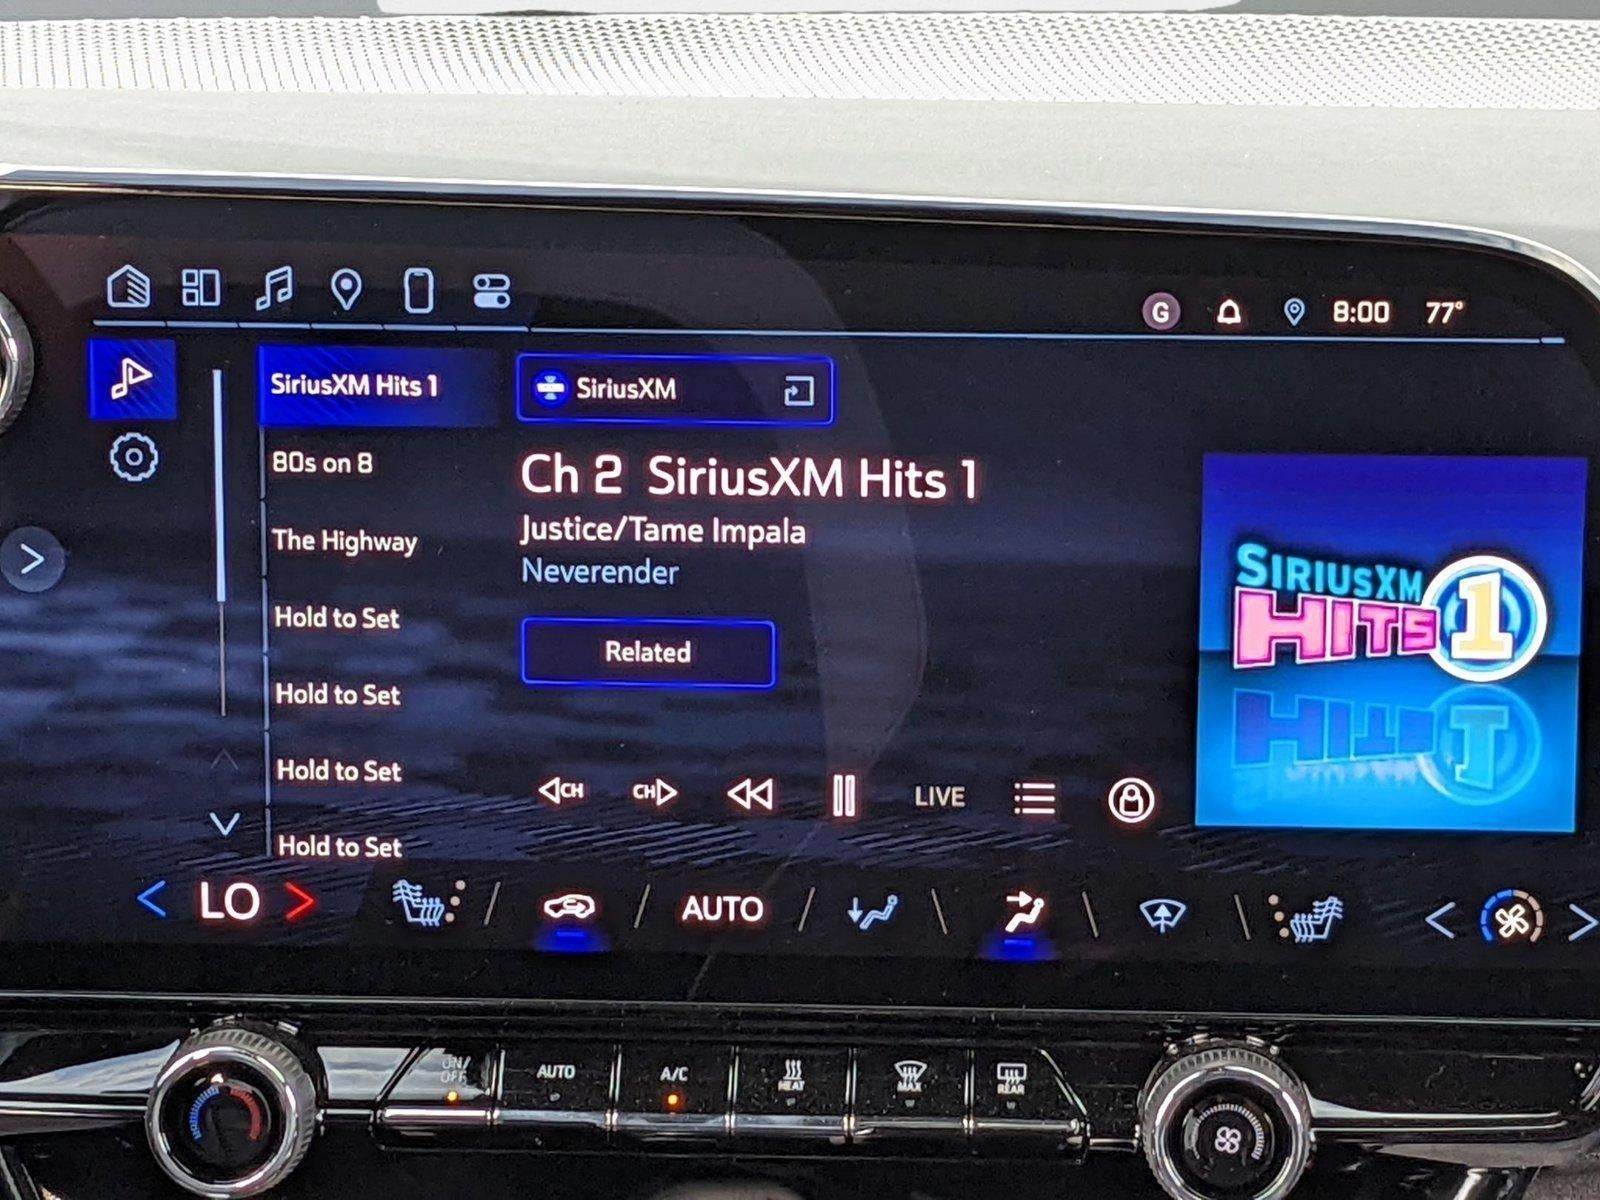 G
8:00
77°
SiriusXM Hits 1
80s on 8
The Highway
Hold to Set
Hold to Set
Hold to Set
Hold to Set
SiriusXM
Ch 2 SiriusXM Hits 1
Justice/Tame Impala
Neverender
Related
CH
CH
LIVE
SIRIUSXM
HITS 1
LO
AUTO
ON/
OFF
AUTO
A/C
HEAT
MAX
REAR